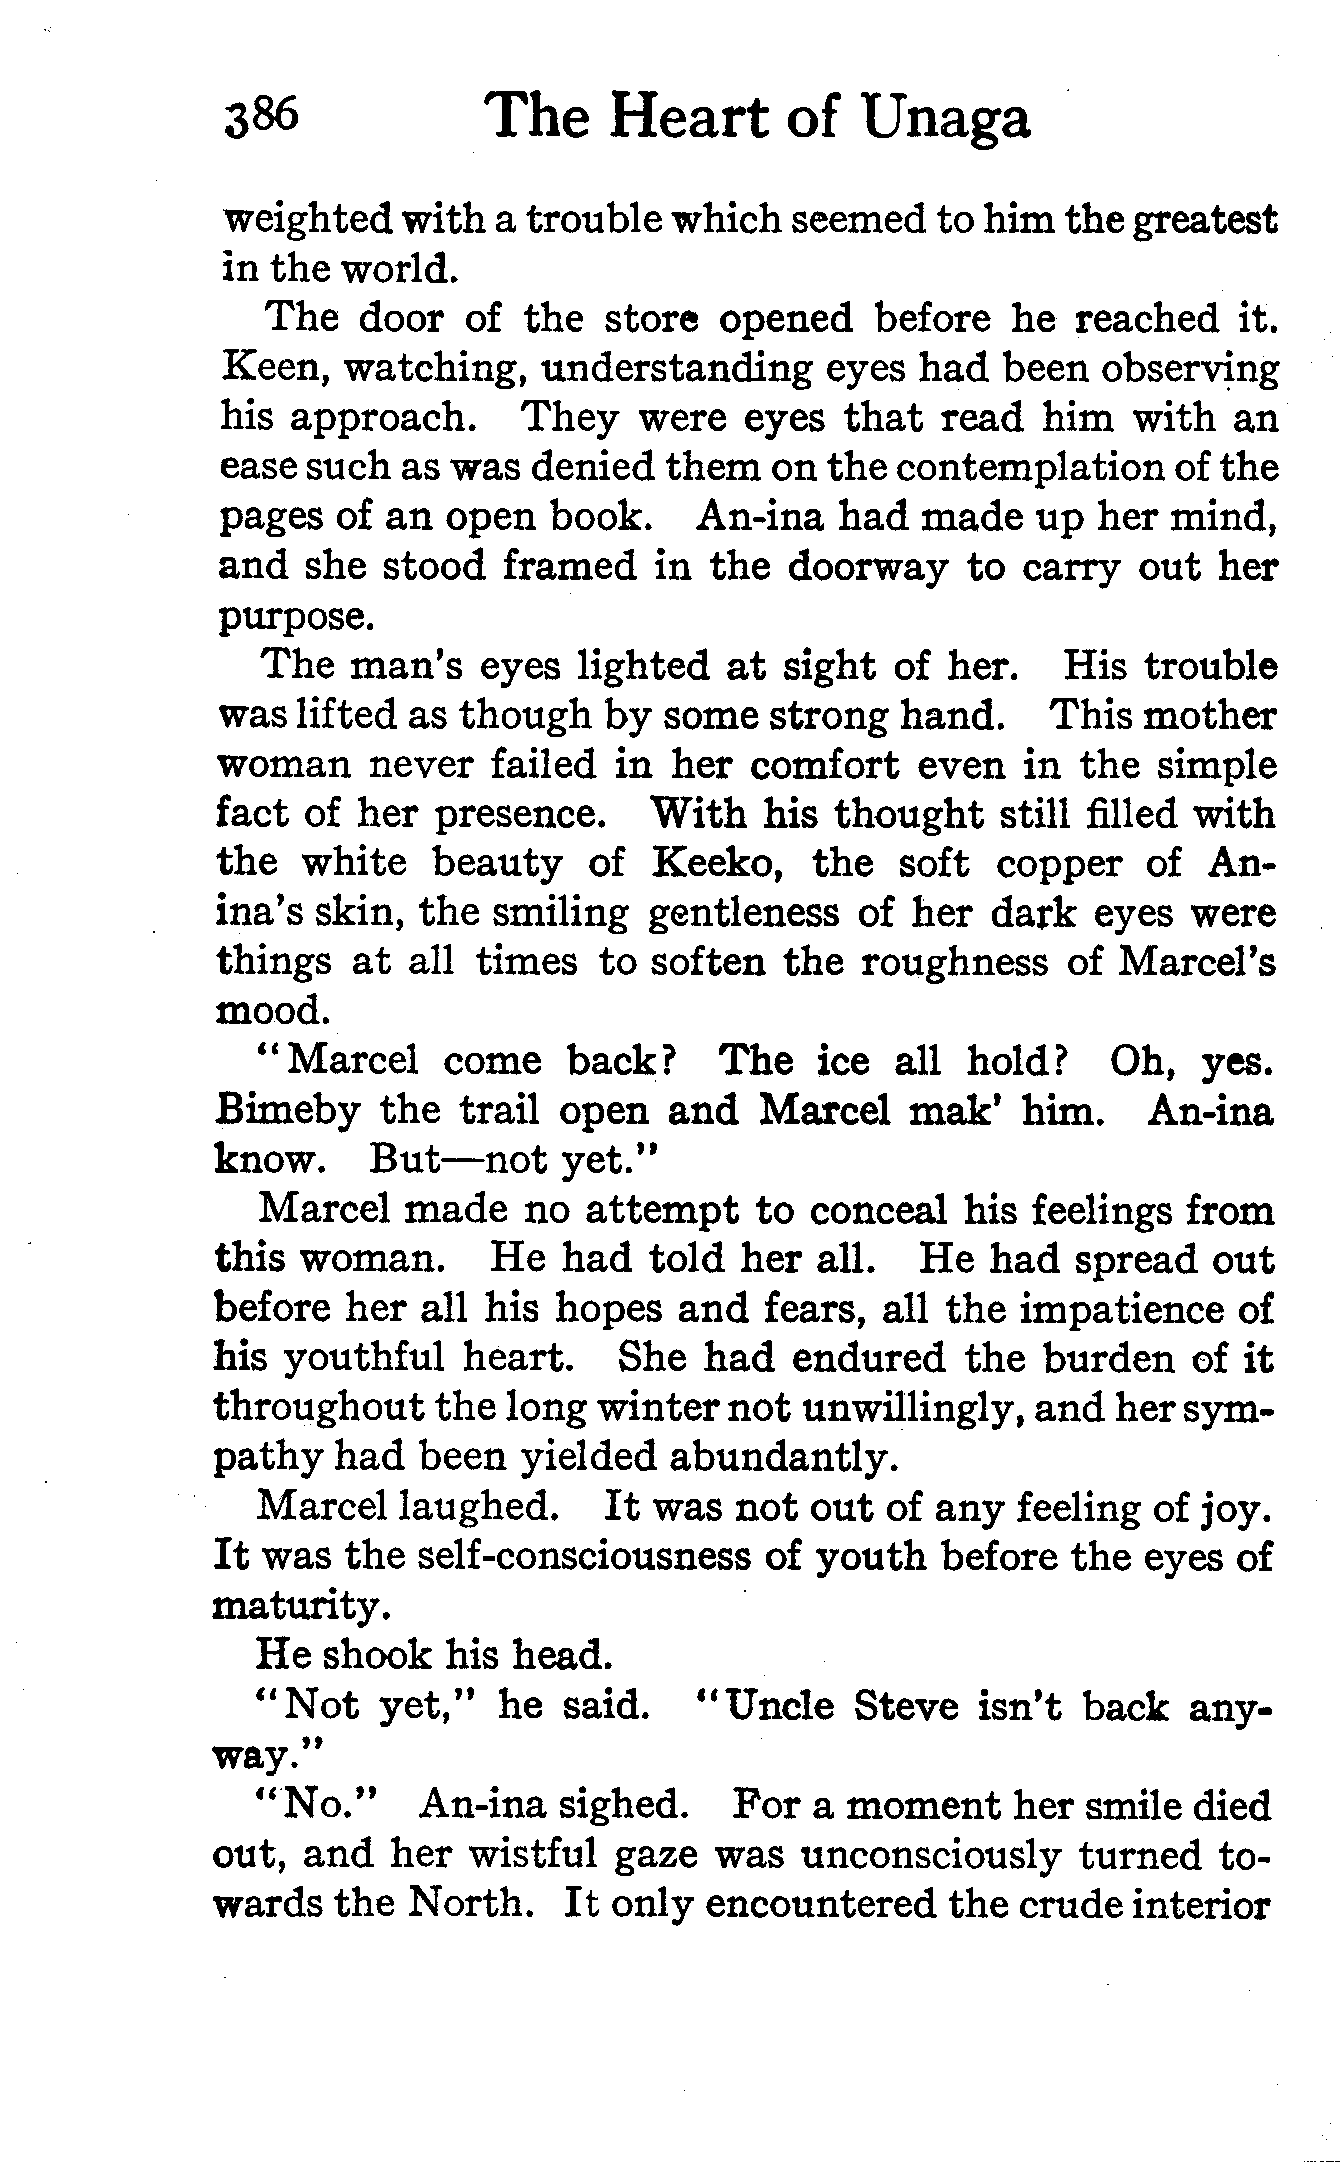 386 The Heart of Unaga
weighted with a trouble which seemed to him the greatest
in the world.
The door of the store opened before he reached it.
Keen, watching, understanding eyes had been observing
his approach. They were eyes that read him with an
ease such as was denied them on the contemplation of the
pages of an open book. An-ina had made up her mind,
and she stood framed in the doorway to carry out her
purpose.
The man's eyes lighted at sight of her. His trouble
was lifted as though by some strong hand. This mother
woman never failed in her comfort even in the simple
fact of her presence. With his thought still filled with
the white beauty of Keeko, the soft copper of An-
ina's skin, the smiling gentleness of her dark eyes were
things at all times to soften the roughness of Marcel's
mood.
"Marcel come back? The ice all hold? Oh, yes.
Bimeby the trail open and Marcel mak' him. An-ina
know. But—not yet."
Marcel made no attempt to conceal his feelings from
this woman. He had told her all. He had spread out
before her all his hopes and fears, all the impatience of
his youthful heart. She had endured the burden of it
throughout the long winter not unwillingly, and her sym-
pathy had been yielded abundantly.
Marcel laughed. It was not out of any feeling of joy.
It was the self-consciousness of youth before the eyes of
maturity.
He shook his head.
"Not yet," he said. "Uncle Steve isn't back any-
way."
"No." An-ina sighed. For a moment her smile died
out, and her wistful gaze was unconsciously turned to-
wards the North. It only encountered the crude interior